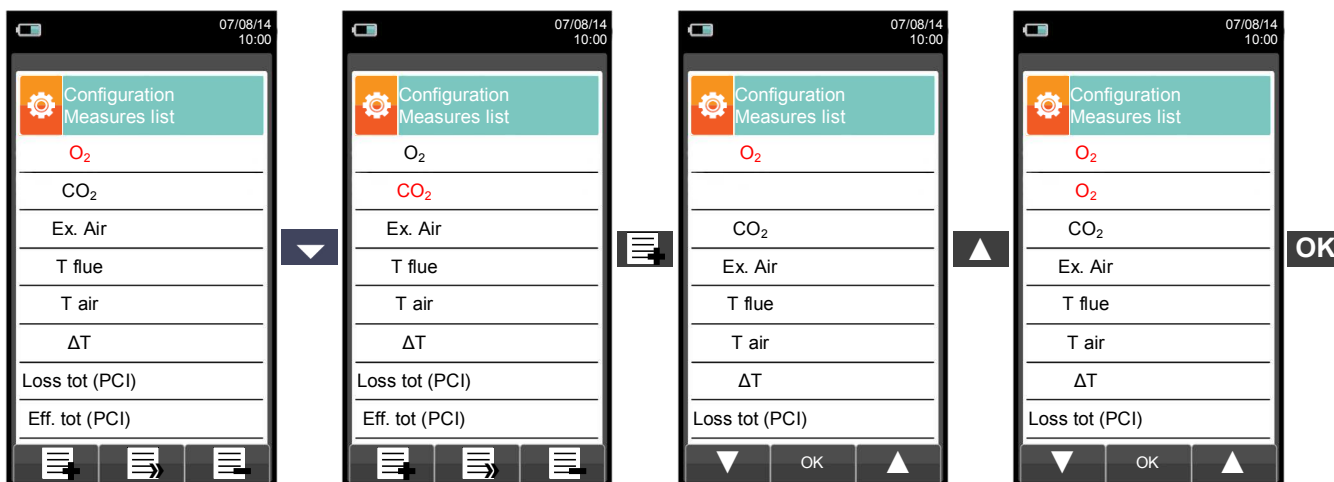 07/08/14
10:00
Configuration
Measures list
O₂
CO₂
Ex. Air
T flue
T air
ΔT
Loss tot (PCI)
Eff. tot (PCI)
07/08/14
10:00
Configuration
Measures list
O₂
CO₂
Ex. Air
T flue
T air
ΔT
Loss tot (PCI)
Eff. tot (PCI)
07/08/14
10:00
Configuration
Measures list
O₂
CO₂
Ex. Air
T flue
T air
ΔT
Loss tot (PCI)
OK
07/08/14
10:00
Configuration
Measures list
O₂
O₂
CO₂
Ex. Air
T flue
T air
ΔT
Loss tot (PCI)
OK
OK